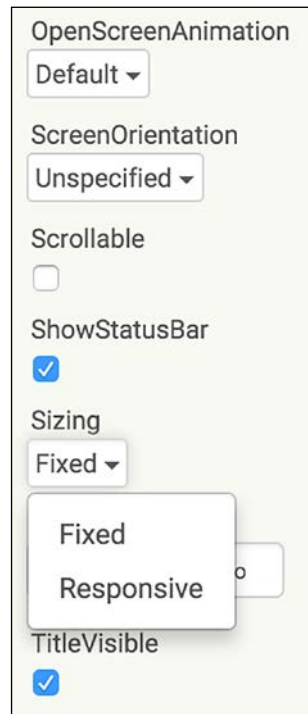 OpenScreenAnimation
Default
ScreenOrientation
Unspecified
Scrollable
ShowStatusBar
Sizing
Fixed
Fixed
Responsive
o
TitleVisible